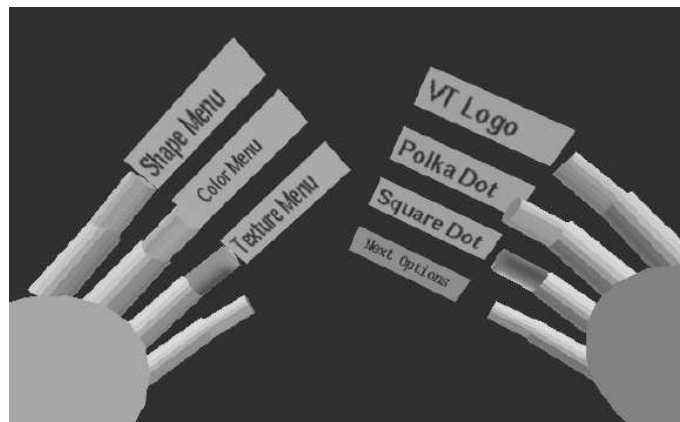 Shape Menu
Color Menu
Texture Menu
VT Logo
Polka Dot
Square Dot
Next Options